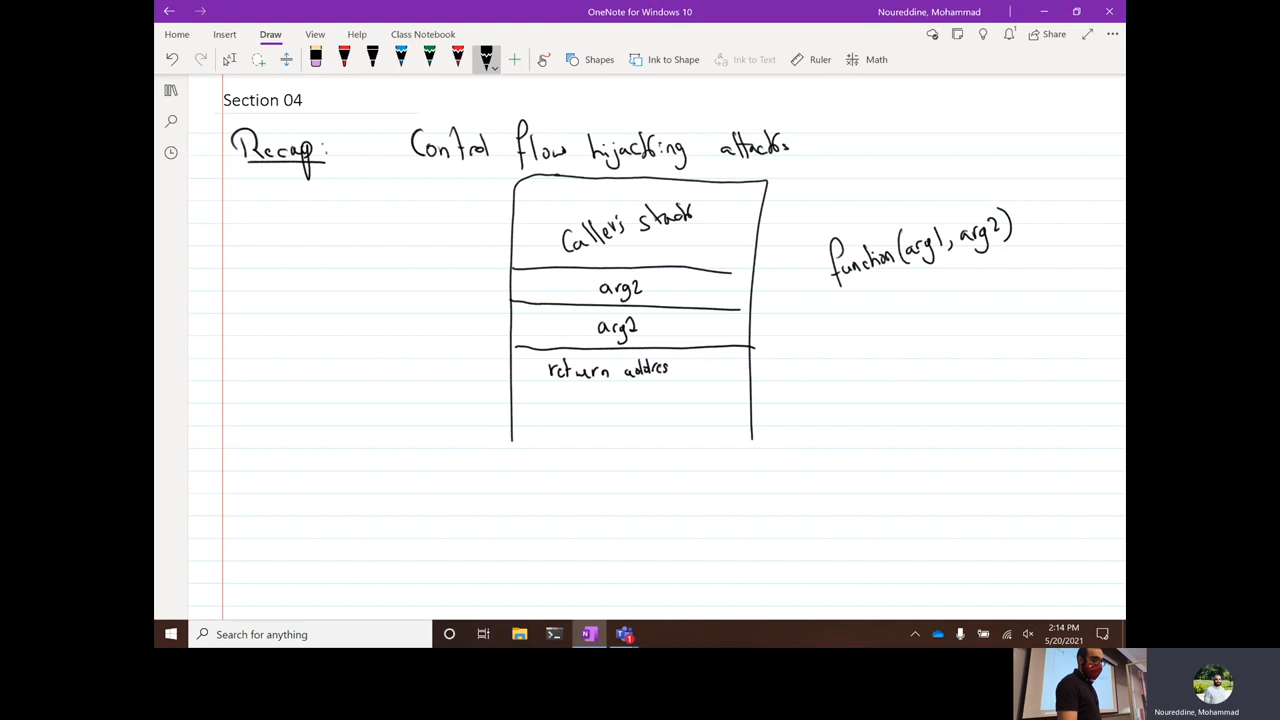 OneNote for Windows 10
Noureddine, Mohammad
Home Insert Draw View Help Class Notebook Share
Shapes Ink to Shape Ink to Text Ruler Math
Section 04
Recap: Control flow hijacking attacks
Caller's stack
function(arg1, arg2)
arg2
arg2
return addres
Search for anything
2:14 PM
5/20/2021
Noureddine, Mohammad